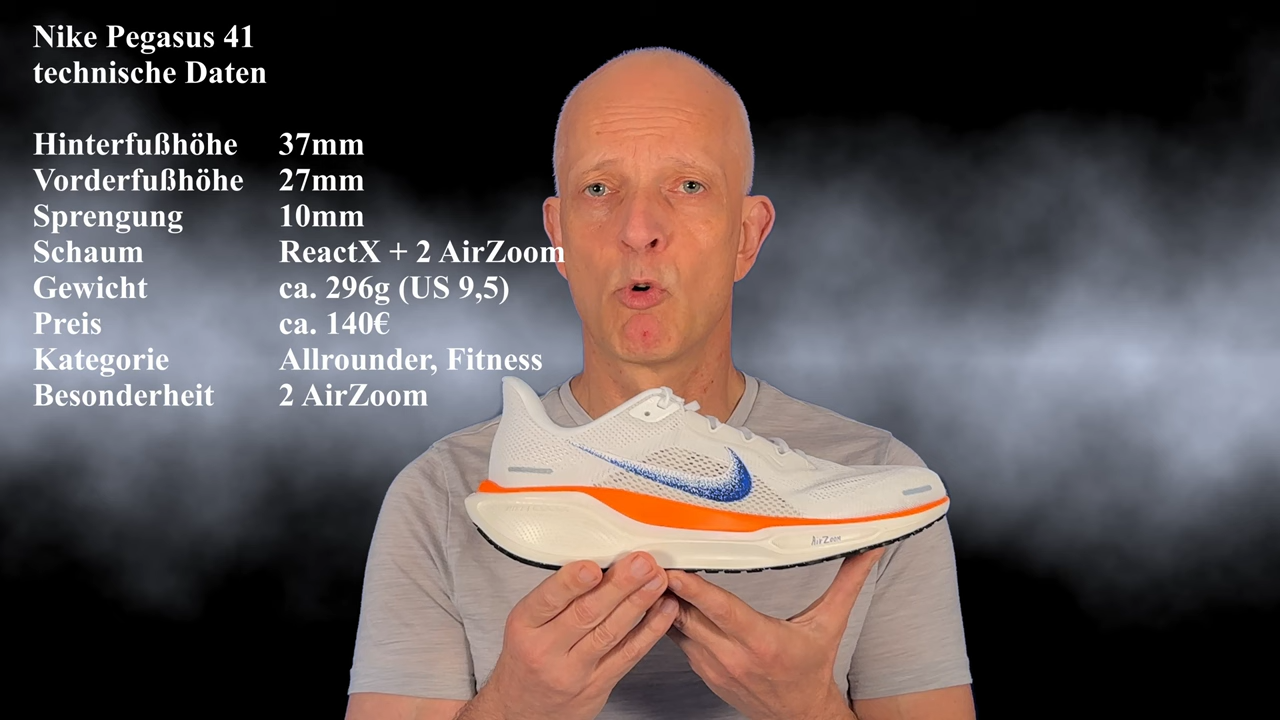 Nike Pegasus 41
technische Daten
Hinterfußhöhe 37mm
Vorderfußhöhe 27mm
Sprengung 10mm
Schaum ReactX + 2 AirZoom
Gewicht ca. 296g (US 9,5)
Preis ca. 140€
Kategorie Allrounder, Fitness
Besonderheit 2 AirZoom
AirZoom